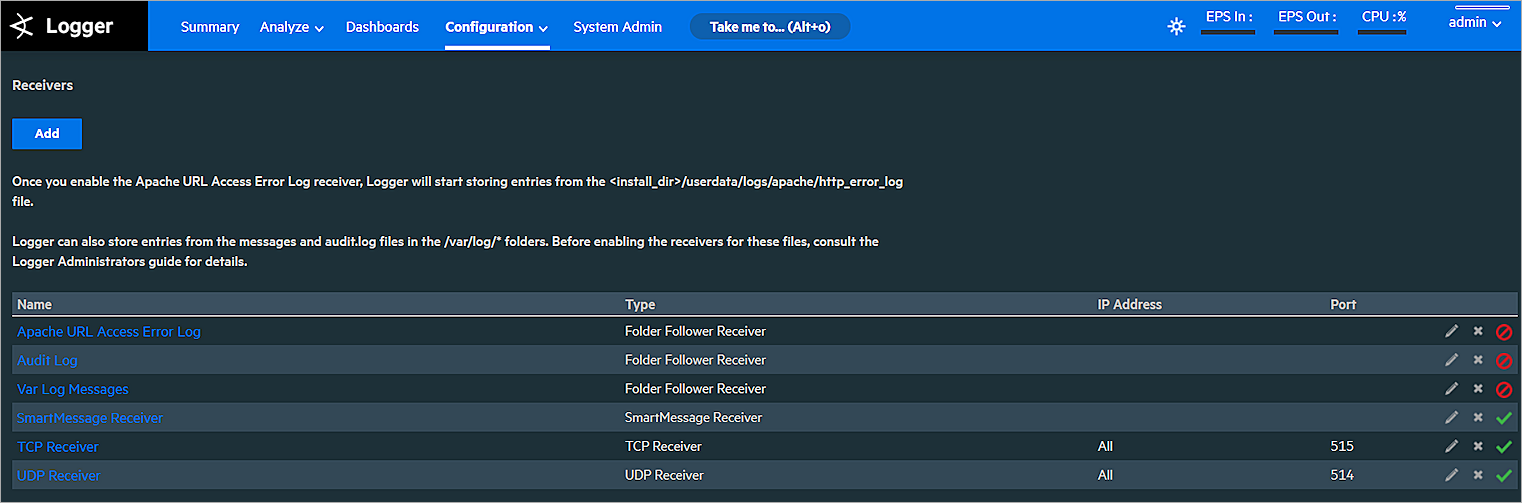 Logger Summary Analyze Dashboards Configuration System Admin Take me to... (Alt+o) EPS In : EPS Out : CPU :% admin
Receivers
Add
Once you enable the Apache URL Access Error Log receiver, Logger will start storing entries from the <install_dir>/userdata/logs/apache/http_error_log
file.
Logger can also store entries from the messages and audit.log files in the /var/log/* folders. Before enabling the receivers for these files, consult the
Logger Administrators guide for details.
Name Type IP Address Port
Apache URL Access Error Log Folder Follower Receiver
Audit Log Folder Follower Receiver
Var Log Messages Folder Follower Receiver
SmartMessage Receiver SmartMessage Receiver
TCP Receiver TCP Receiver All 515
UDP Receiver UDP Receiver All 514